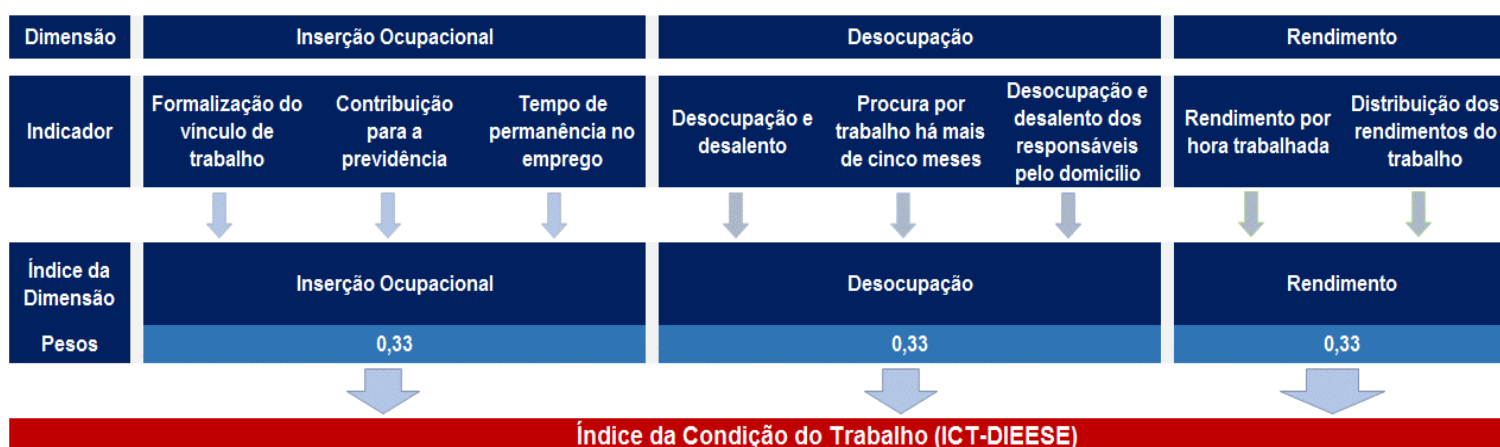 Dimensão
Inserção Ocupacional
Desocupação
Rendimento
Indicador
Formalização do
vínculo de
trabalho
Contribuição
para a
previdência
Tempo de
permanência no
emprego
Desocupação e
desalento
Procura por
trabalho há mais
de cinco meses
Desocupação e
desalento dos
responsáveis
pelo domicílio
Rendimento por
hora trabalhada
Distribuição dos
rendimentos do
trabalho
Índice da
Dimensão
Inserção Ocupacional
Desocupação
Rendimento
Pesos
0,33
0,33
0,33
Índice da Condição do Trabalho (ICT-DIEESE)